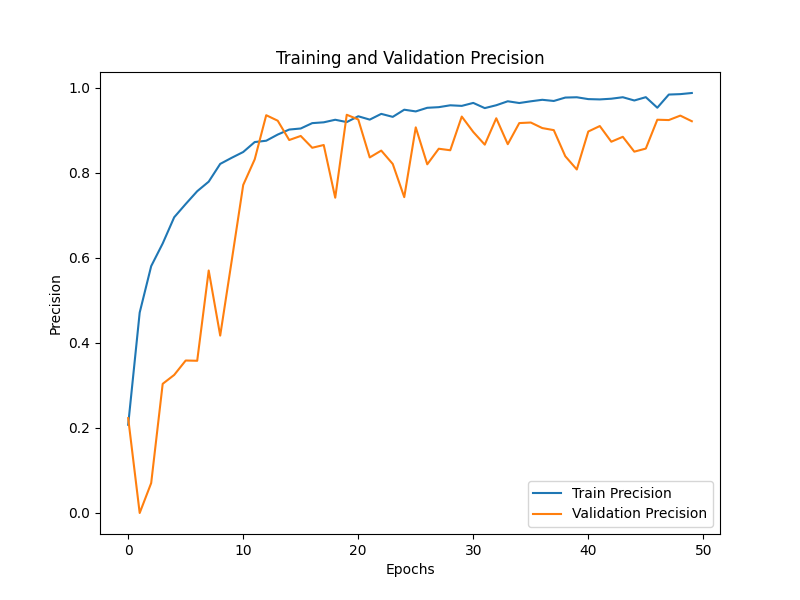 Training and Validation Precision
1.0
0.8
0.6
0.4
0.2
0.0
Precision
0
10
20
30
40
50
Epochs
Train Precision
Validation Precision